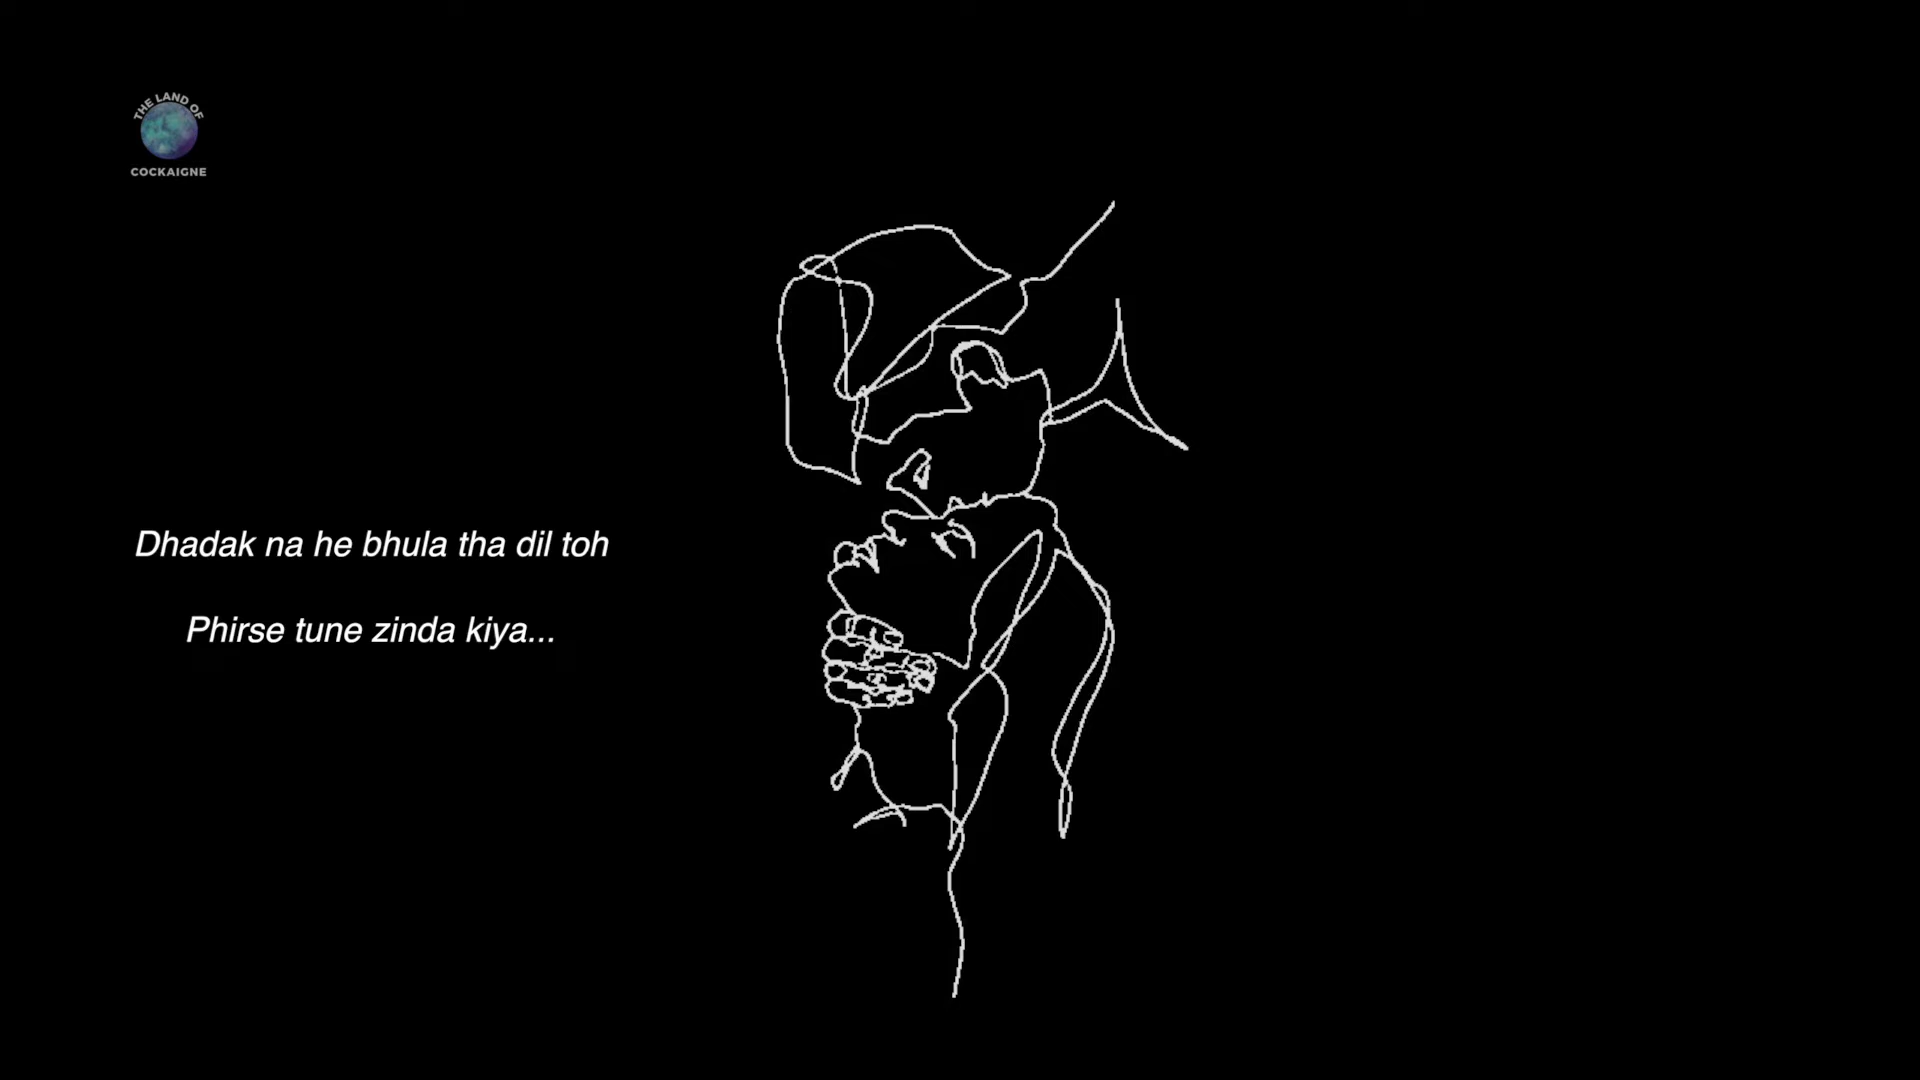 THE LAND OF
COCKAIGNE
Dhadak na he bhula tha dil toh
Phirse tune zinda kiya...